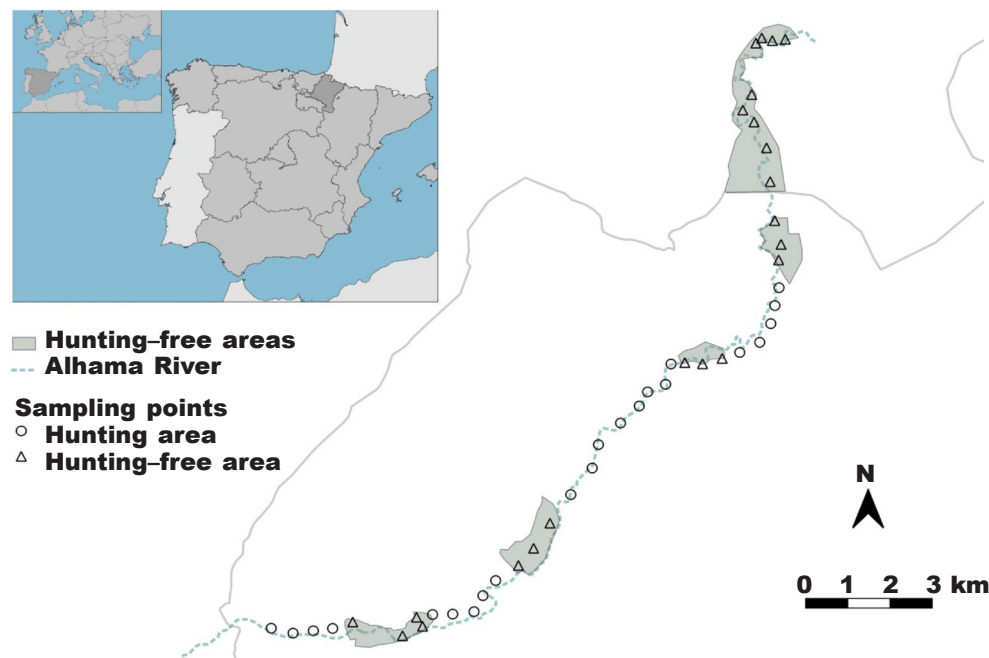 Hunting–free areas
Alhama River
Sampling points
Hunting area
Hunting–free area
N
0 1 2 3 km